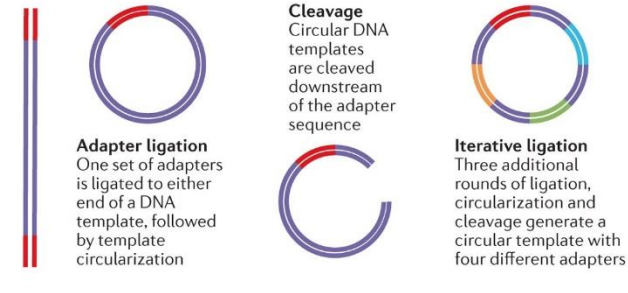 Adapter ligation
One set of adapters
is ligated to either
end of a DNA
template, followed
by template
circularization
Cleavage
Circular DNA
templates
are cleaved
downstream
of the adapter
sequence
Iterative ligation
Three additional
rounds of ligation,
circularization and
cleavage generate a
circular template with
four different adapters